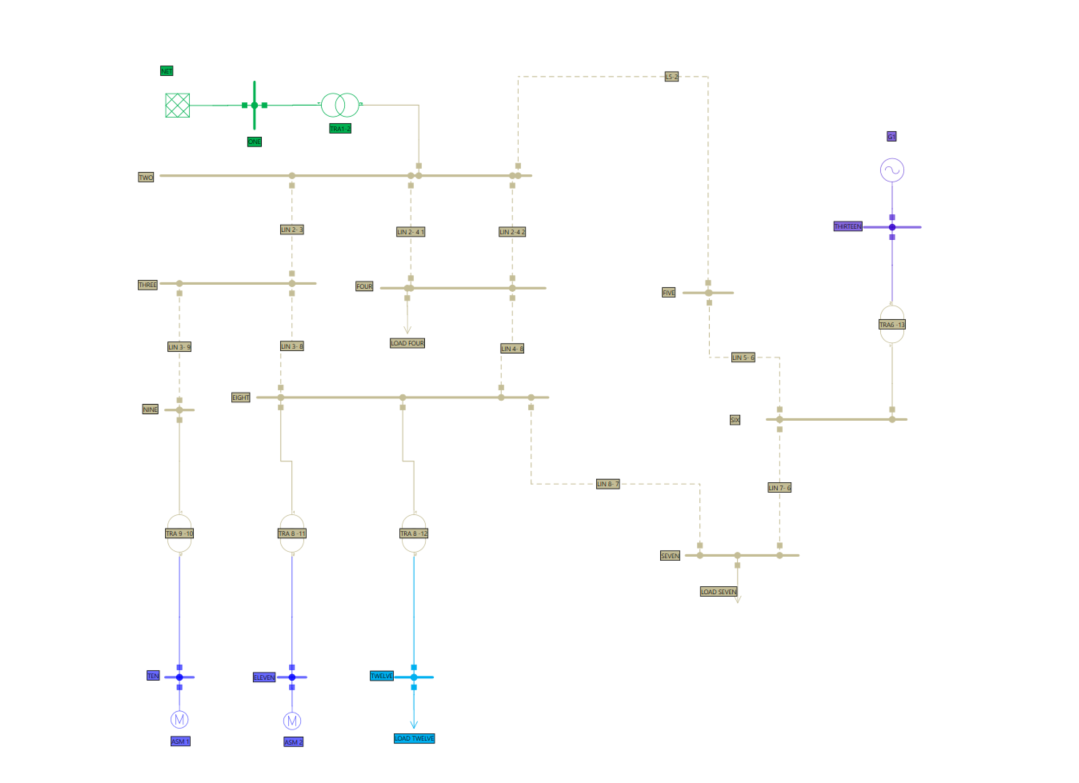 TRA1-2
ONE
G1
TWO
THIRTEEN
LIN 2- 3
LIN 2- 4 1
LIN 2-4 2
THREE
FOUR
FIVE
TRA6 -13
LOAD FOUR
LIN 3- 9
LIN 3- 8
LIN 4- 8
LIN 5- 6
EIGHT
NINE
SIX
LIN 8- 7
LIN 7- 6
TRA 9 -10
TRA 8 -11
TRA 8 -12
SEVEN
LOAD SEVEN
TEN
ELEVEN
TWELVE
M
M
ASM 1
ASM 2
LOAD TWELVE